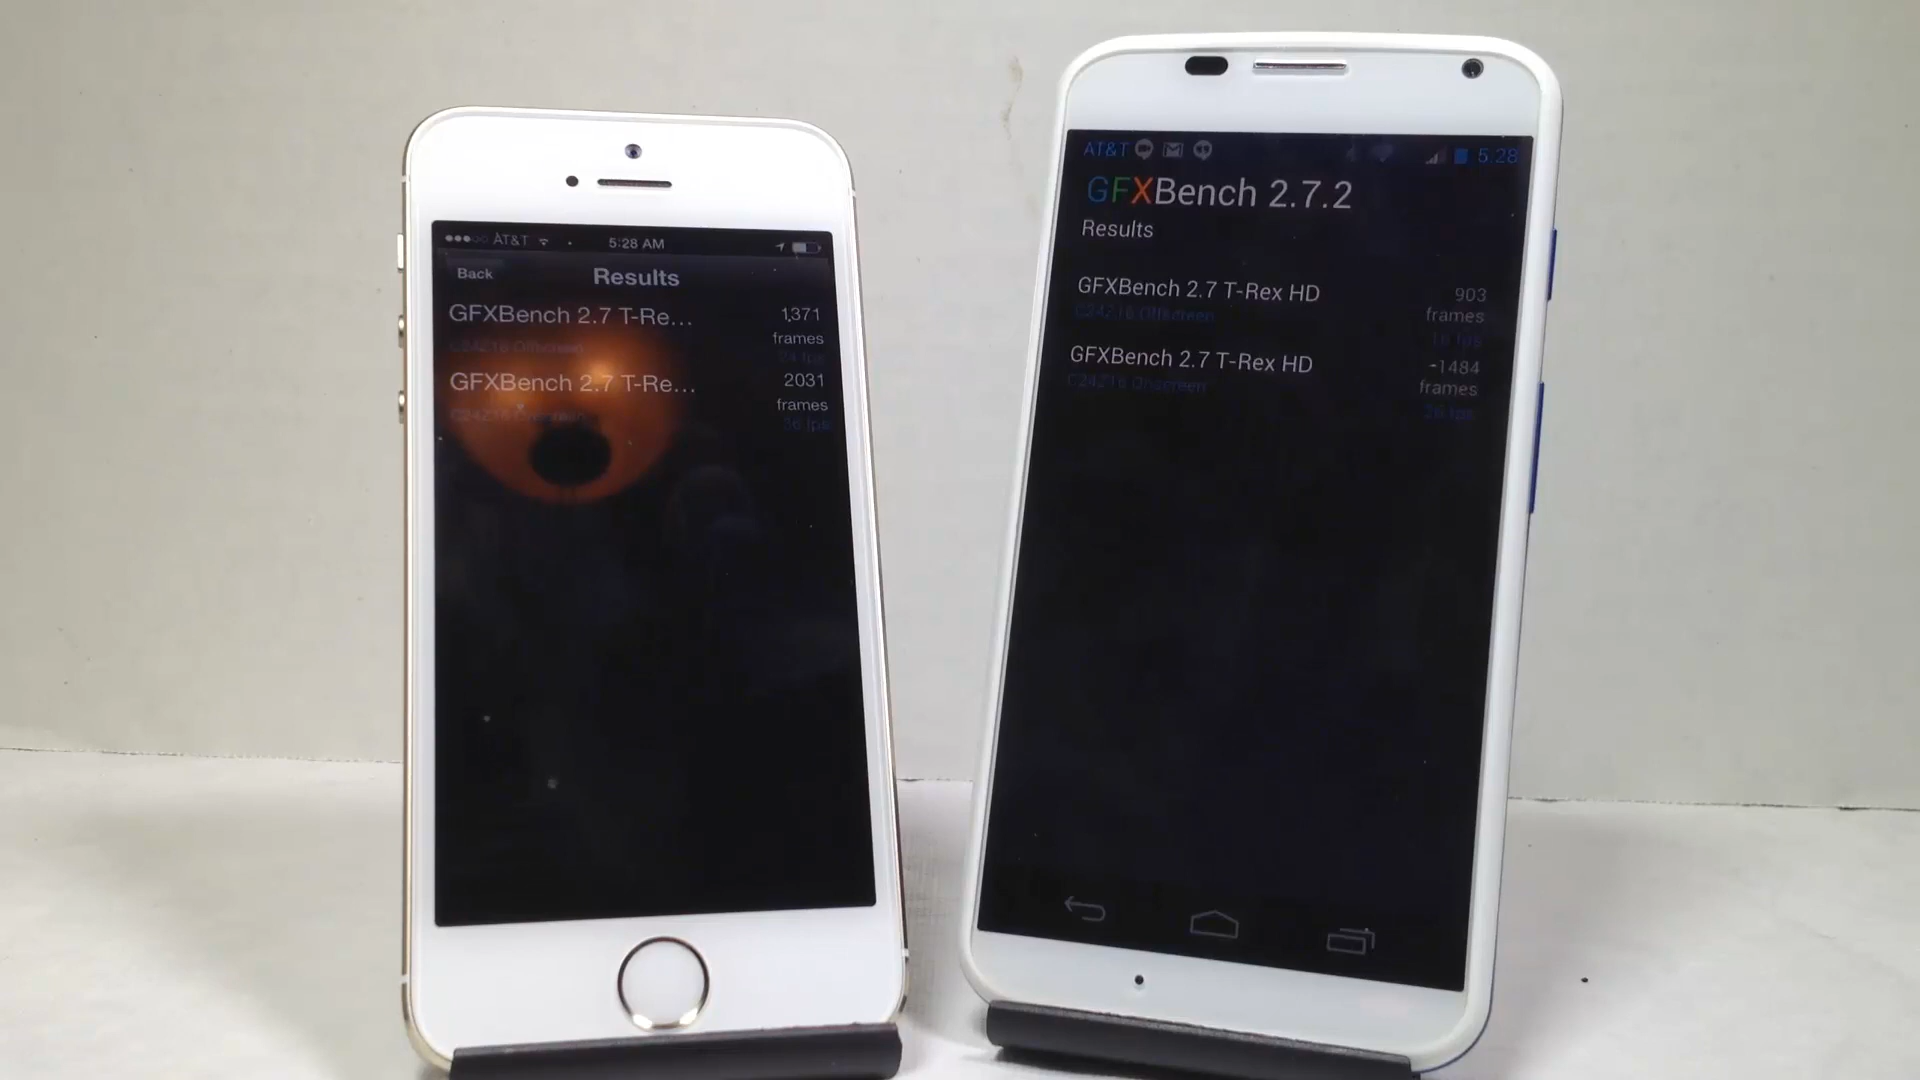 AT&T
5:28 AM
Back
Results
GFXBench 2.7 T-Re...
1,371
frames
C24Z16 Offscreen
24 fps
GFXBench 2.7 T-Re...
2031
frames
C24Z16 Onscreen
36 fps
AT&T
5:28
GFXBench 2.7.2
Results
GFXBench 2.7 T-Rex HD
903
frames
C24Z16 Offscreen
16 fps
GFXBench 2.7 T-Rex HD
-1484
frames
C24Z16 Onscreen
26 fps